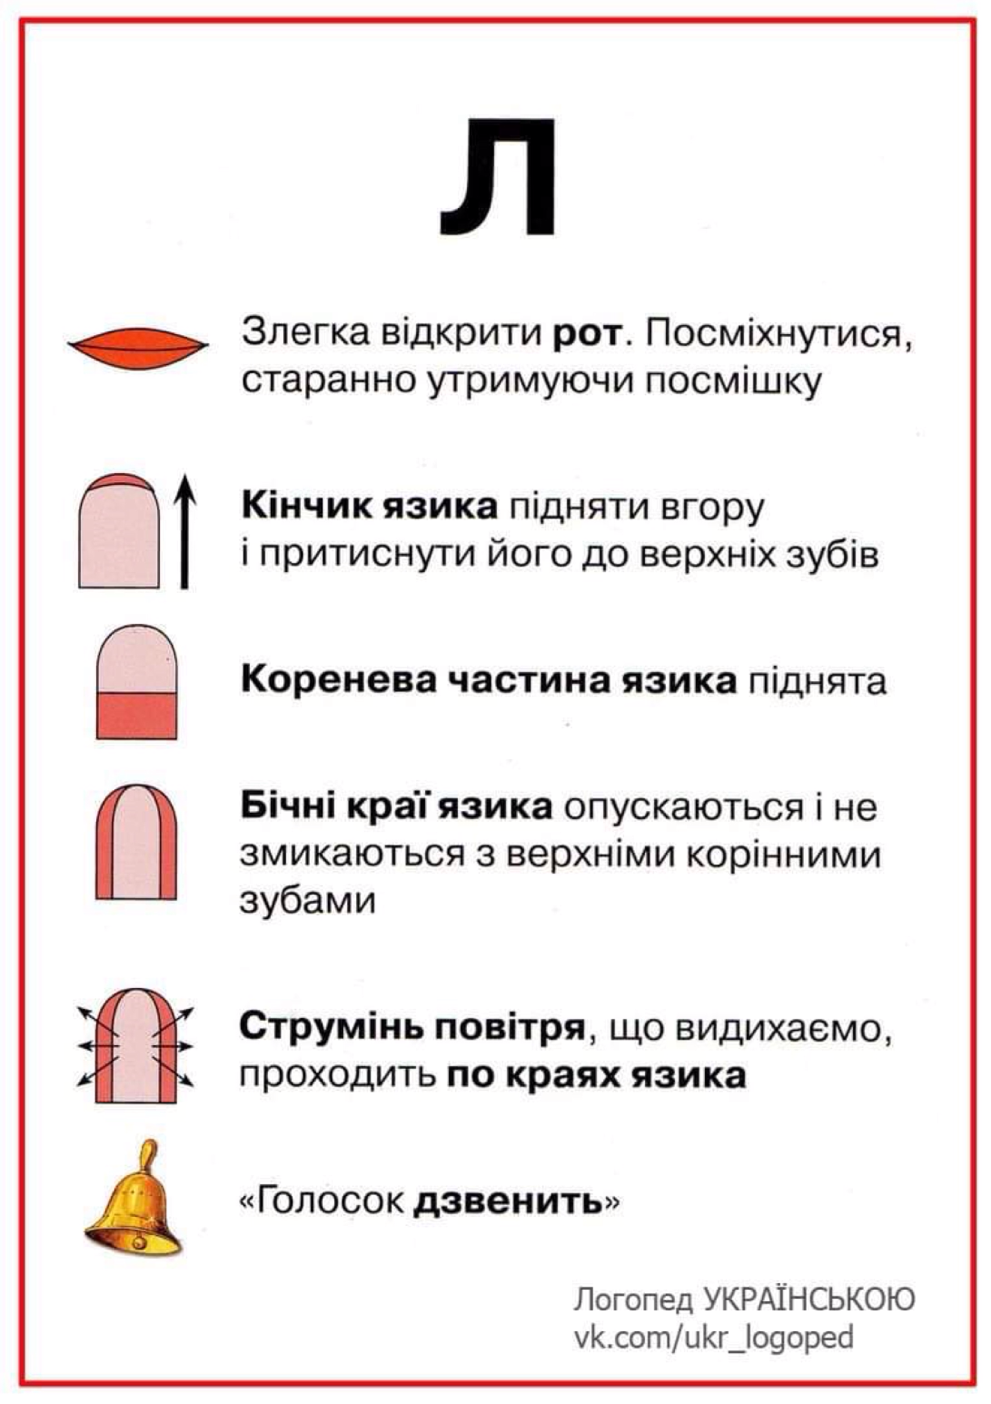 Л
Злегка відкрити рот. Посміхнутися,
старанно утримуючи посмішку
Кінчик язика підняти вгору
і притиснути його до верхніх зубів
Коренева частина язика піднята
Бічні краї язика опускаються і не
змикаються з верхніми корінними
зубами
Струмінь повітря, що видихаємо,
проходить по краях язика
«Голосок дзвенить»
Логопед УКРАЇНСЬКОЮ
vk.com/ukr_logoped